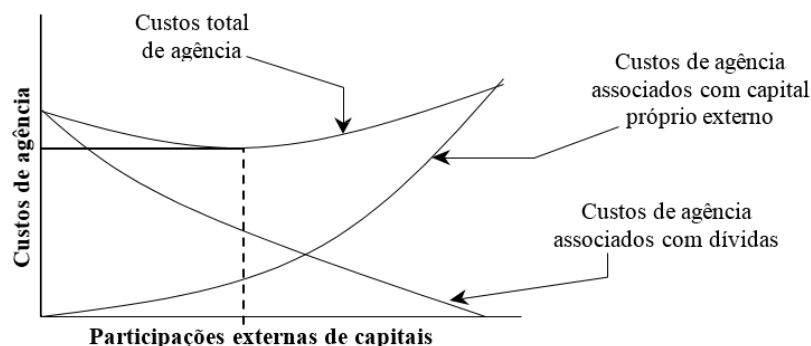 Custos total
de agência
Custos de agência
associados com capital
próprio externo
Custos de agência
Custos de agência
associados com dívidas
Participações externas de capitais